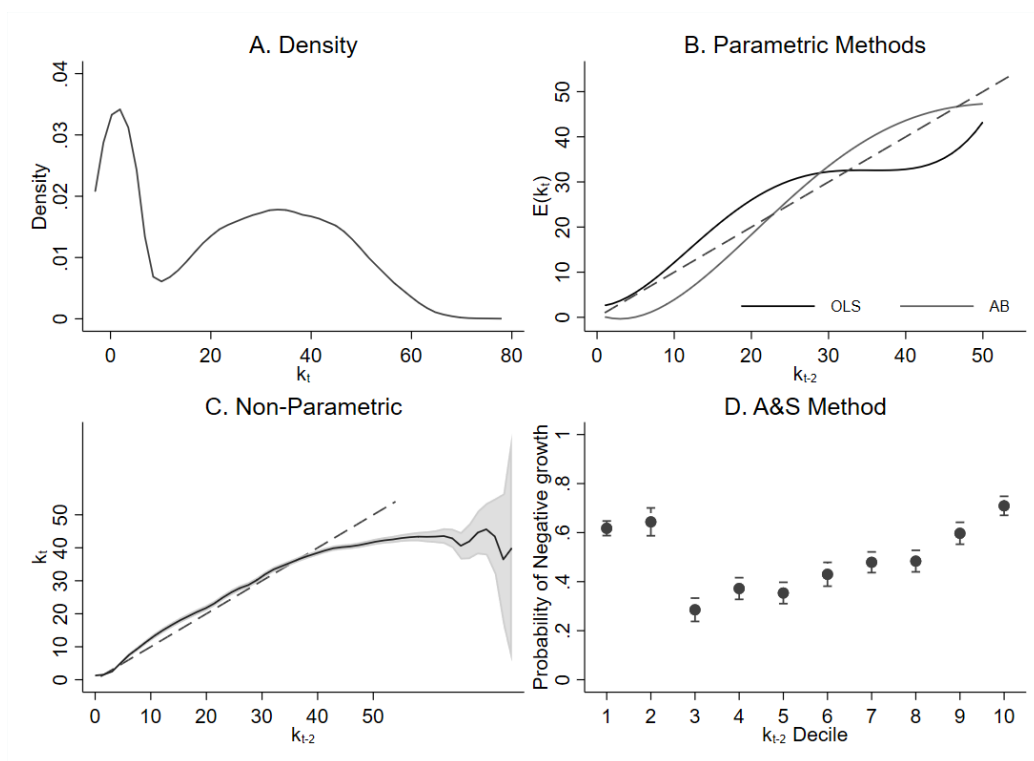 A. Density
Density
.04
.03
.02
.01
0
0 20 40 60 80
kt
B. Parametric Methods
E(kt)
50
40
30
20
10
0
OLS AB
0 10 20 30 40 50
kt-2
C. Non-Parametric
kt
50
40
30
20
10
0
0 10 20 30 40 50
kt-2
D. A&S Method
Probability of Negative growth
1
.8
.6
.4
.2
0
1 2 3 4 5 6 7 8 9 10
kt-2 Decile